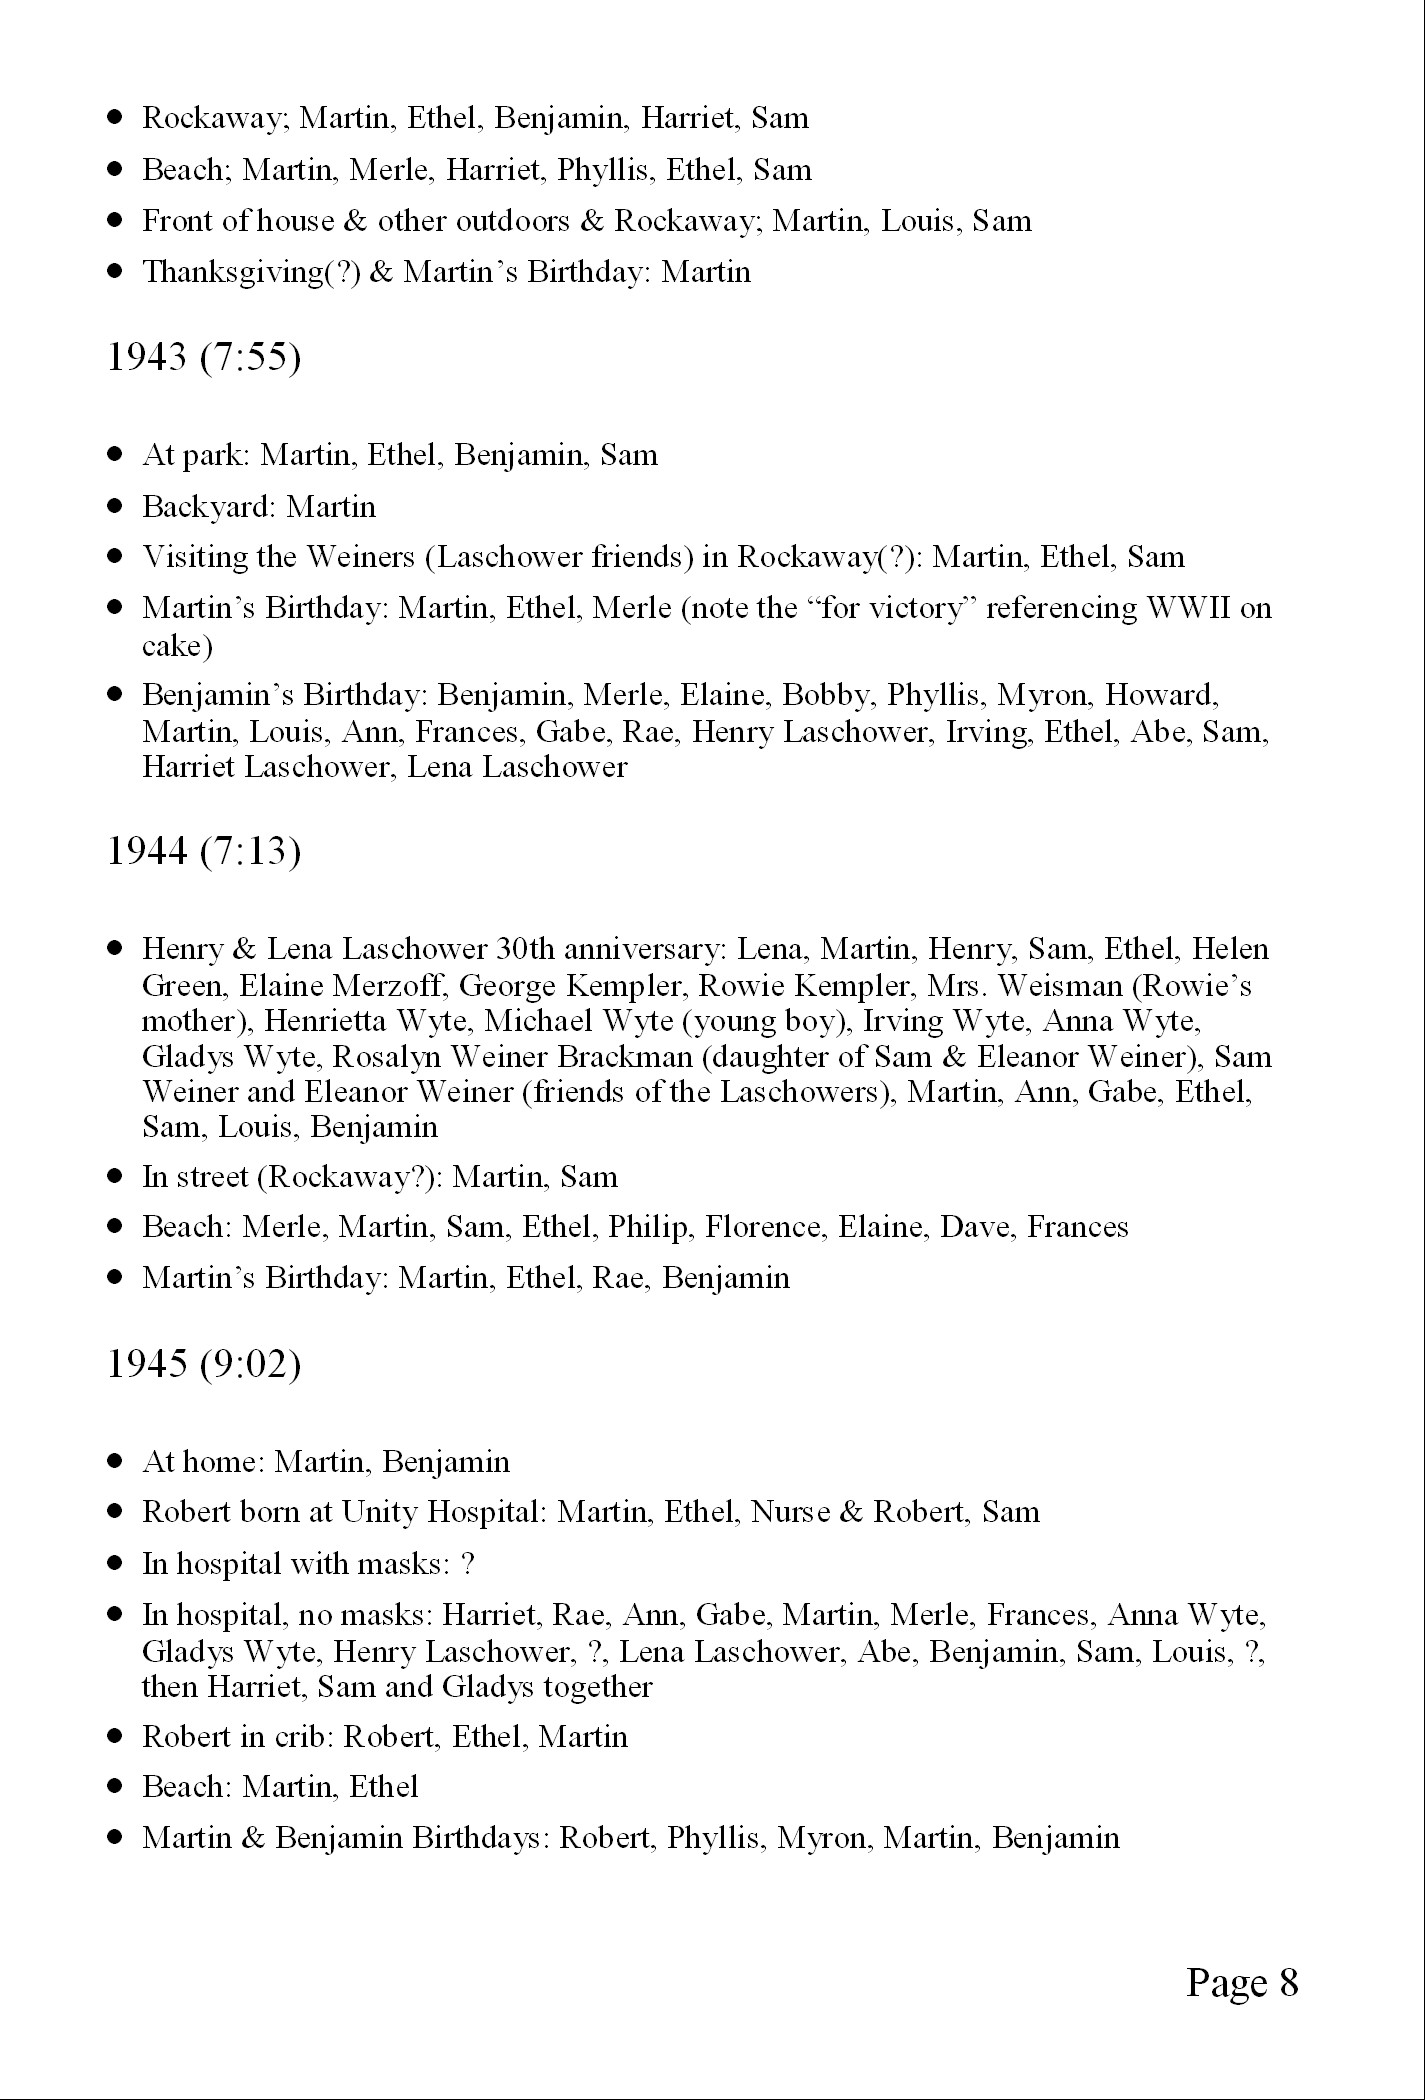 • Rockaway; Martin, Ethel, Benjamin, Harriet, Sam
• Beach; Martin, Merle, Harriet, Phyllis, Ethel, Sam
• Front of house & other outdoors & Rockaway; Martin, Louis, Sam
• Thanksgiving(?) & Martin’s Birthday: Martin
1943 (7:55)
• At park: Martin, Ethel, Benjamin, Sam
• Backyard: Martin
• Visiting the Weiners (Laschower friends) in Rockaway(?): Martin, Ethel, Sam
• Martin’s Birthday: Martin, Ethel, Merle (note the “for victory” referencing WWII on
cake)
• Benjamin’s Birthday: Benjamin, Merle, Elaine, Bobby, Phyllis, Myron, Howard,
Martin, Louis, Ann, Frances, Gabe, Rae, Henry Laschower, Irving, Ethel, Abe, Sam,
Harriet Laschower, Lena Laschower
1944 (7:13)
• Henry & Lena Laschower 30th anniversary: Lena, Martin, Henry, Sam, Ethel, Helen
Green, Elaine Merzoff, George Kempler, Rowie Kempler, Mrs. Weisman (Rowie’s
mother), Henrietta Wyte, Michael Wyte (young boy), Irving Wyte, Anna Wyte,
Gladys Wyte, Rosalyn Weiner Brackman (daughter of Sam & Eleanor Weiner), Sam
Weiner and Eleanor Weiner (friends of the Laschowers), Martin, Ann, Gabe, Ethel,
Sam, Louis, Benjamin
• In street (Rockaway?): Martin, Sam
• Beach: Merle, Martin, Sam, Ethel, Philip, Florence, Elaine, Dave, Frances
• Martin’s Birthday: Martin, Ethel, Rae, Benjamin
1945 (9:02)
• At home: Martin, Benjamin
• Robert born at Unity Hospital: Martin, Ethel, Nurse & Robert, Sam
• In hospital with masks: ?
• In hospital, no masks: Harriet, Rae, Ann, Gabe, Martin, Merle, Frances, Anna Wyte,
Gladys Wyte, Henry Laschower, ?, Lena Laschower, Abe, Benjamin, Sam, Louis, ?,
then Harriet, Sam and Gladys together
• Robert in crib: Robert, Ethel, Martin
• Beach: Martin, Ethel
• Martin & Benjamin Birthdays: Robert, Phyllis, Myron, Martin, Benjamin
Page 8